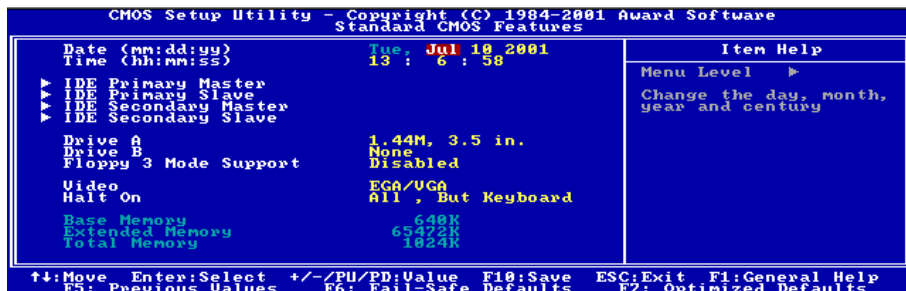 CMOS Setup Utility - Copyright (C) 1984-2001 Award Software
Standard CMOS Features
Date (mm:dd:yy) Tue, Jul 10 2001
Time (hh:mm:ss) 13 : 6 : 58
► IDE Primary Master
► IDE Primary Slave
► IDE Secondary Master
► IDE Secondary Slave
Drive A 1.44M, 3.5 in.
Drive B None
Floppy 3 Mode Support Disabled
Video EGA/VGA
Halt On All , But Keyboard
Base Memory 640K
Extended Memory 65472K
Total Memory 1024K
Item Help
Menu Level ►
Change the day, month,
year and century
↑↓:Move Enter:Select +/-/PU/PD:Value F10:Save ESC:Exit F1:General Help
F5: Previous Values F6: Fail-Safe Defaults F7: Optimized Defaults